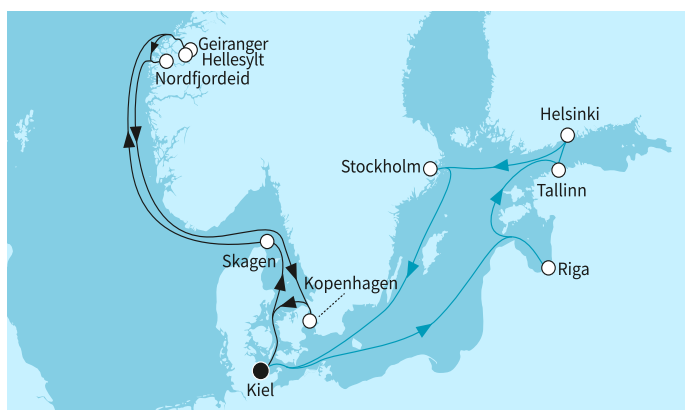 Geiranger
Hellesylt
Nordfjordeid
Helsinki
Stockholm
Tallinn
Skagen
Riga
Kopenhagen
Kiel